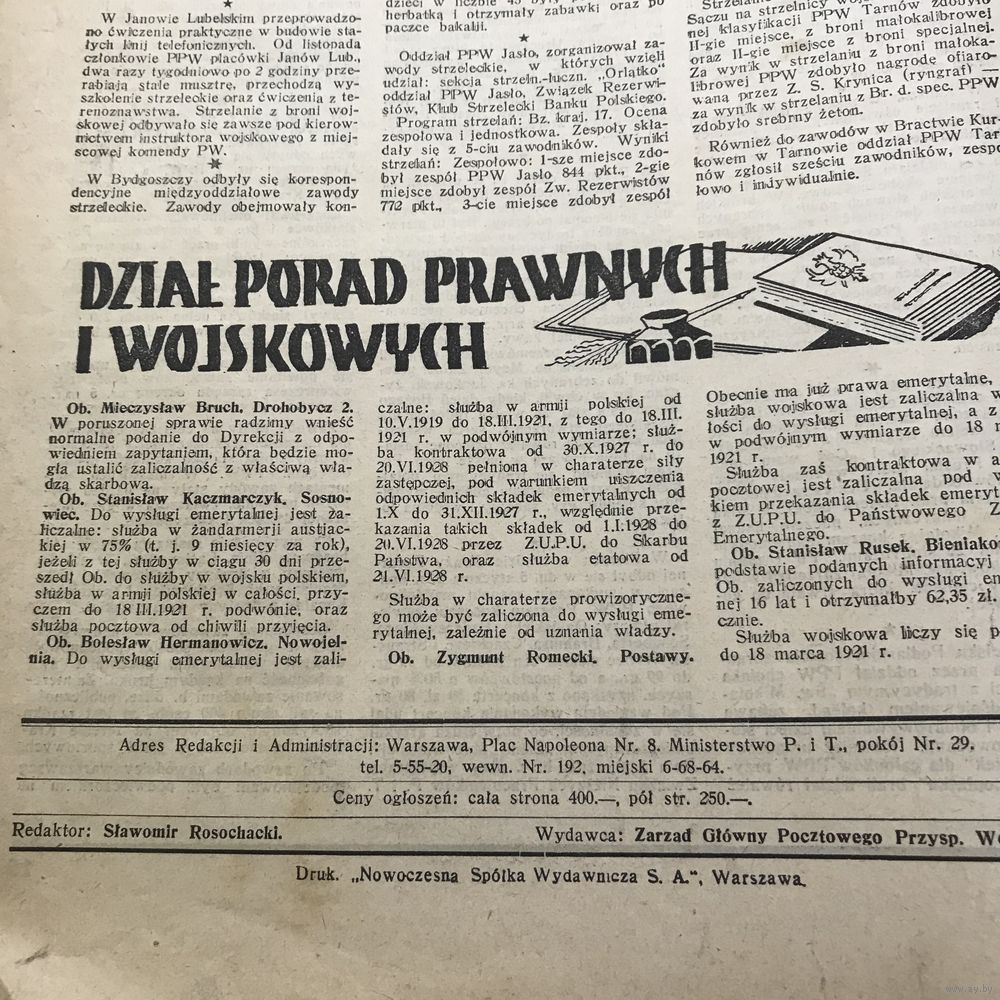 ★
W Janowie Lubelskim przeprowadzo-
no ćwiczenia praktyczne w budowie sta-
łych linij telefonicznych. Od listopada
członkowie PPW placówki Janów Lub.,
dwa razy tygodniowo po 2 godziny prze-
rabiają stale musztrę, przechodzą wy-
szkolenie strzeleckie oraz ćwiczenia z te-
renoznawstwa. Strzelanie z broni woj-
skowej odbywało się zawsze pod kierow-
nictwem instruktora wojskowego z miej-
scowej komendy PW.
★
W Bydgoszczy odbyły się korespon-
dencyjne międzyoddziałowe zawody
strzeleckie. Zawody obejmowały kon-
herbatką i otrzymały zabawki oraz po
paczce bakalji.
★
Oddział PPW Jasło, zorganizował za-
wody strzeleckie, w których wzięli
udział: sekcja strzeln.-łuczn. „Orlątko".
oddział PPW Jasło, Związek Rezerwi-
stów, Klub Strzelecki Banku Polskiego.
Program strzelań: Bz. kraj. 17. Ocena
zespołowa i jednostkowa. Zespoły skła-
dały się z 5-ciu zawodników. Wyniki
strzelań: Zespołowo: 1-sze miejsce zdo-
był zespół PPW Jasło 844 pkt., 2-gie
miejsce zdobył zespół Zw. Rezerwistów
772 pkt., 3-cie miejsce zdobył zespół
Sączu na strzelnicy
nej klasyfikacji PPW Tarnów zdobyło
II-gie miejsce, z broni małokalibrowej
oraz II-gie miejsce z broni specjalnej.
Za wynik w strzelaniu z broni małoka-
librowej PPW zdobyło nagrodę ofiaro-
waną przez Z. S. Krynica (ryngraf) —
za wynik w strzelaniu z Br. d. spec. PPW
zdobyło srebrny żeton.
Również do zawodów w Bractwie Kur-
kowem w Tarnowie oddział PPW Tar
nów zgłosił sześciu zawodników, zespo
łowo i indywidualnie.
DZIAŁ PORAD PRAWNYCH
I WOJSKOWYCH
Ob. Mieczysław Bruch. Drohobycz 2.
W poruszonej sprawie radzimy wnieść
normalne podanie do Dyrekcji z odpo-
wiedniem zapytaniem, która będzie mo-
gła ustalić zaliczalność z właściwą wła-
dzą skarbową.
Ob. Stanisław Kaczmarczyk. Sosno-
wiec. Do wysługi emerytalnej jest za-
liczalne: służba w żandarmerii austjac-
kiej w 75% (t. j. 9 miesięcy za rok),
jeżeli z tej służby w ciągu 30 dni prze-
szedł Ob. do służby w wojsku polskiem,
służba w armji polskiej w całości, przy-
czem do 18 III.1921 r. podwónie, oraz
służba pocztowa od chiwili przyjęcia.
Ob. Bolesław Hermanowicz. Nowojel-
nia. Do wysługi emerytalnej jest zali-
czalne: służba w armji polskiej od
10.V.1919 do 18.III.1921, z tego do 18.III.
1921 r. w podwójnym wymiarze; służ-
ba kontraktowa od 30.X.1927 r. do
20.VI.1928 pełniona w charaterze siły
zastępczej, pod warunkiem uiszczenia
odpowiednich składek emerytalnych od
1.X do 31.XII.1927 r., względnie prze-
kazania takich składek od 1.I.1928 do
20.VI.1928 przez Z.U.P.U. do Skarbu
Państwa, oraz służba etatowa od
21.VI.1928 r.
Służba w charaterze prowizoryczne-
go może być zaliczona do wysługi eme-
rytalnej, zależnie od uznania władzy.
Ob. Zygmunt Romecki. Postawy.
Obecnie ma już prawa emerytalne,
służba wojskowa jest zaliczalna w
łości do wysługi emerytalnej, a z
w podwójnym wymiarze do 18 m
1921 r.
Służba zaś kontraktowa w a
pocztowej jest zaliczalna pod w
kiem przekazania składek emeryt
z Z.U.P.U. do Państwowego Z
Emerytalnego.
Ob. Stanisław Rusek. Bieniako
podstawie podanych informacyj
Ob. zaliczonych do wysługi em
nej 16 lat i otrzymałby 62,35 zł.
cznie.
Służba wojskowa liczy się p
do 18 marca 1921 r.
Adres Redakcji i Administracji: Warszawa, Plac Napoleona Nr. 8. Ministerstwo P. i T., pokój Nr. 29.
tel. 5-55-20, wewn. Nr. 192, miejski 6-68-64.
Ceny ogłoszeń: cała strona 400.—, pół str. 250.—.
Redaktor: Sławomir Rosochacki.
Wydawca: Zarząd Główny Pocztowego Przysp. Wo
Druk. „Nowoczesna Spółka Wydawnicza S. A.", Warszawa.
www.ay.by